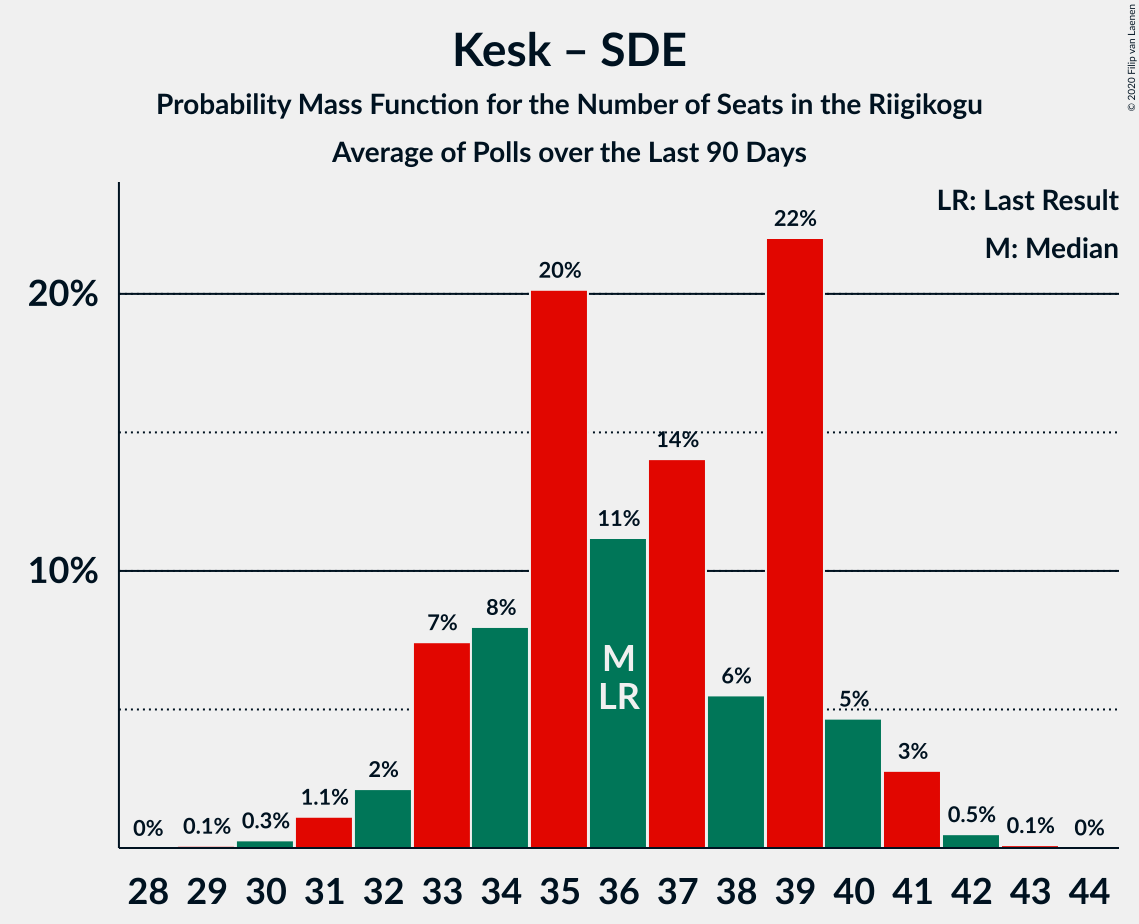 Kesk – SDE
Probability Mass Function for the Number of Seats in the Riigikogu
Average of Polls over the Last 90 Days
© 2020 Filip van Laenen
LR: Last Result
M: Median
20%
10%
0%
0.1%
0.3%
1.1%
2%
7%
8%
20%
11%
14%
6%
22%
5%
3%
0.5%
0.1%
0%
M
LR
28 29 30 31 32 33 34 35 36 37 38 39 40 41 42 43 44